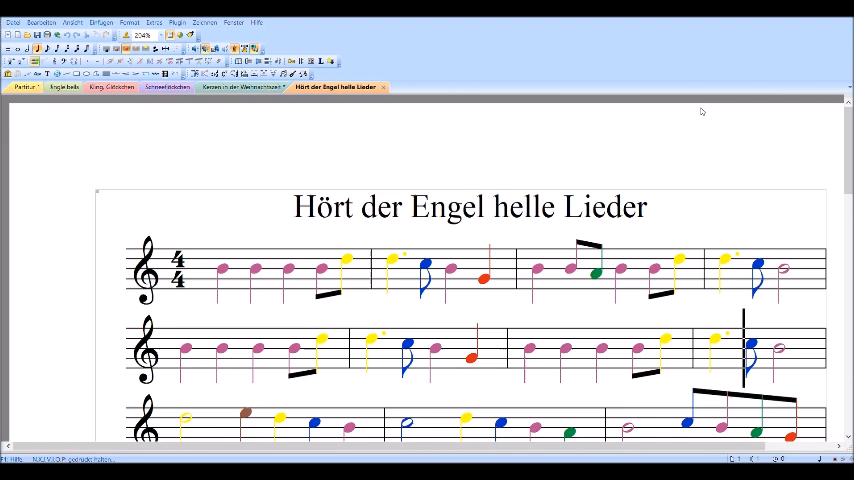 Datei Bearbeiten Ansicht Einfügen Format Extras Plugin Zeichnen Fenster Hilfe
204%
Partitur * Jingle bells Kling, Glöckchen Schneeflöckchen Kerzen in der Weihnachtszeit * Hört der Engel helle Lieder
Hört der Engel helle Lieder
4
4
F1: Hilfe.